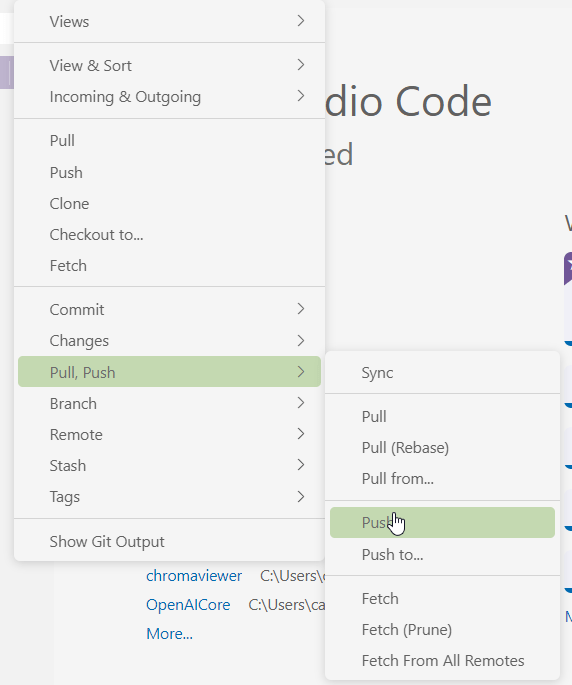 Views
View & Sort
Incoming & Outgoing
Pull
Push
Clone
Checkout to...
Fetch
Commit
Changes
Pull, Push
Branch
Remote
Stash
Tags
Show Git Output
dio Code
ed
Sync
Pull
Pull (Rebase)
Pull from...
Push
Push to...
Fetch
Fetch (Prune)
Fetch From All Remotes
chromaviewer C:\Users\
OpenAICore C:\Users\ca
More...